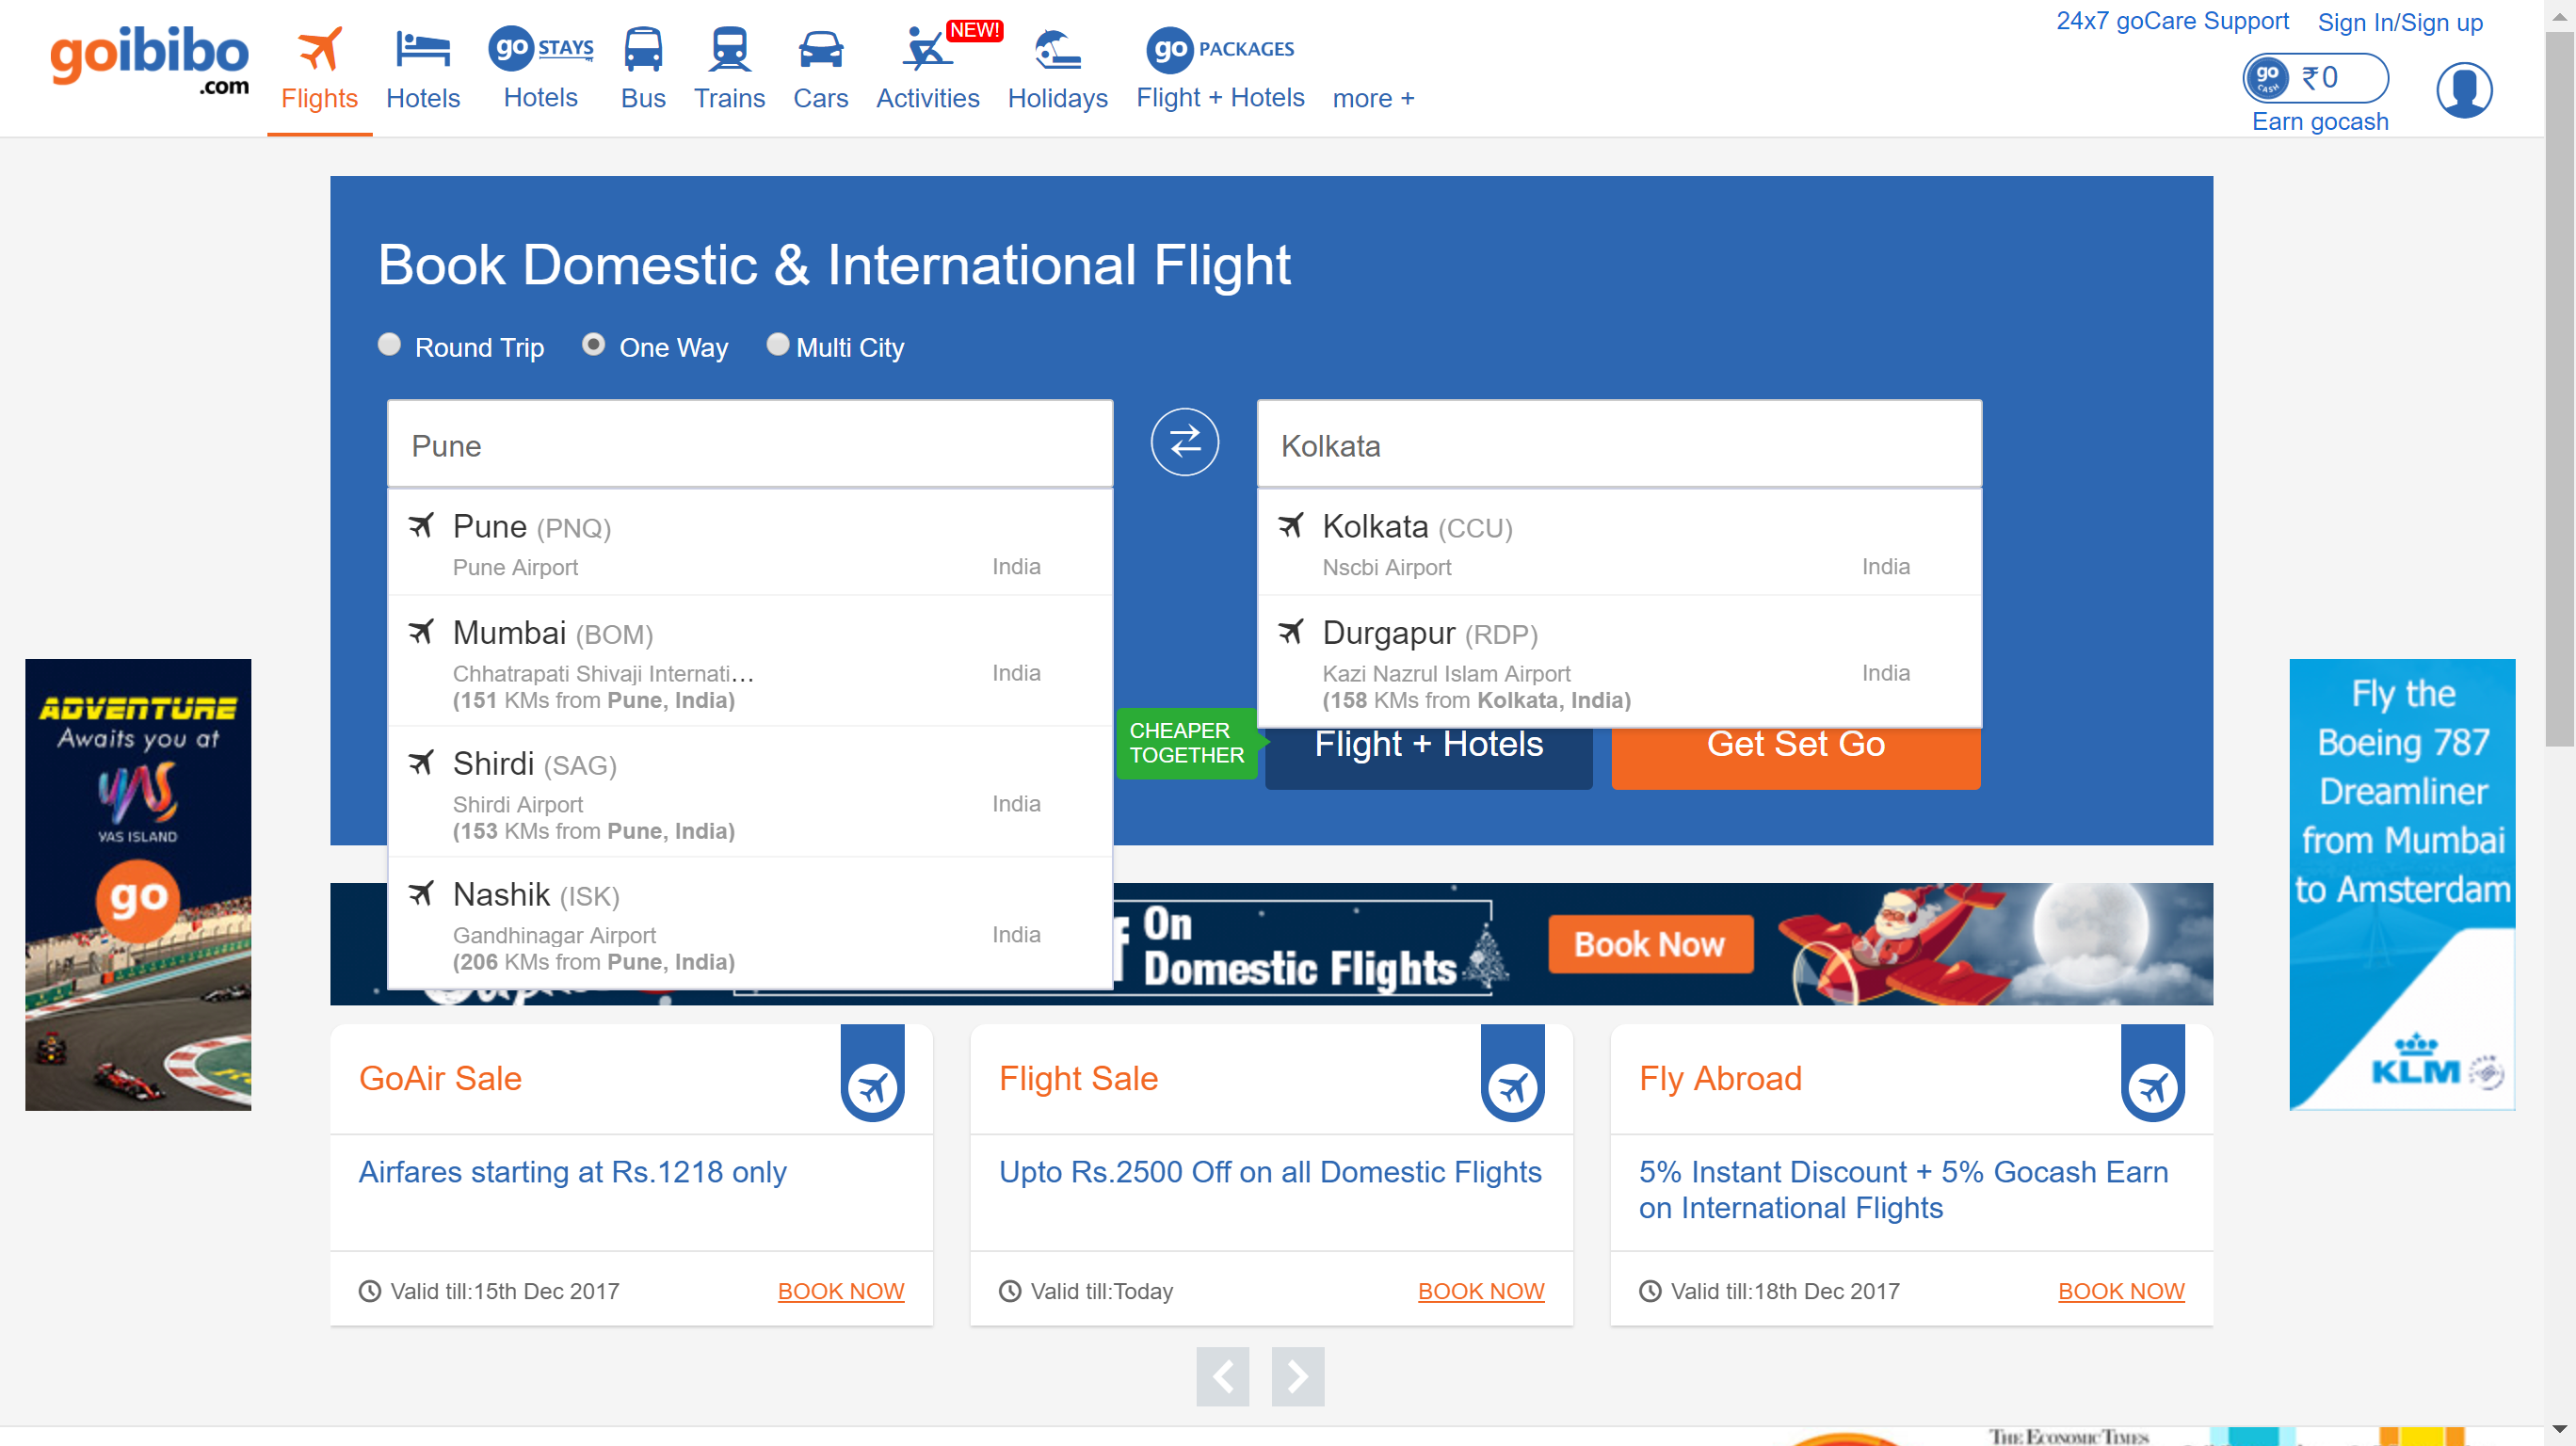 24x7 goCare Support
Sign In/Sign up
goibibo
.com
go STAYS
NEW!
go PACKAGES
Flights
Hotels
Hotels
Bus
Trains
Cars
Activities
Holidays
Flight + Hotels
more +
go CASH ₹0
Earn gocash
Book Domestic & International Flight
Round Trip
One Way
Multi City
Pune
Kolkata
Pune (PNQ)
Pune Airport
India
Mumbai (BOM)
Chhatrapati Shivaji Internati...
India
(151 KMs from Pune, India)
Shirdi (SAG)
Shirdi Airport
India
(153 KMs from Pune, India)
Nashik (ISK)
Gandhinagar Airport
India
(206 KMs from Pune, India)
Kolkata (CCU)
Nscbi Airport
India
Durgapur (RDP)
Kazi Nazrul Islam Airport
India
(158 KMs from Kolkata, India)
CHEAPER
TOGETHER
Flight + Hotels
Get Set Go
ADVENTURE
Awaits you at
YAS
YAS ISLAND
go
Fly the
Boeing 787
Dreamliner
from Mumbai
to Amsterdam
KLM
On
Domestic Flights
Book Now
GoAir Sale
Airfares starting at Rs.1218 only
Valid till:15th Dec 2017
BOOK NOW
Flight Sale
Upto Rs.2500 Off on all Domestic Flights
Valid till:Today
BOOK NOW
Fly Abroad
5% Instant Discount + 5% Gocash Earn
on International Flights
Valid till:18th Dec 2017
BOOK NOW
THE ECONOMIC TIMES